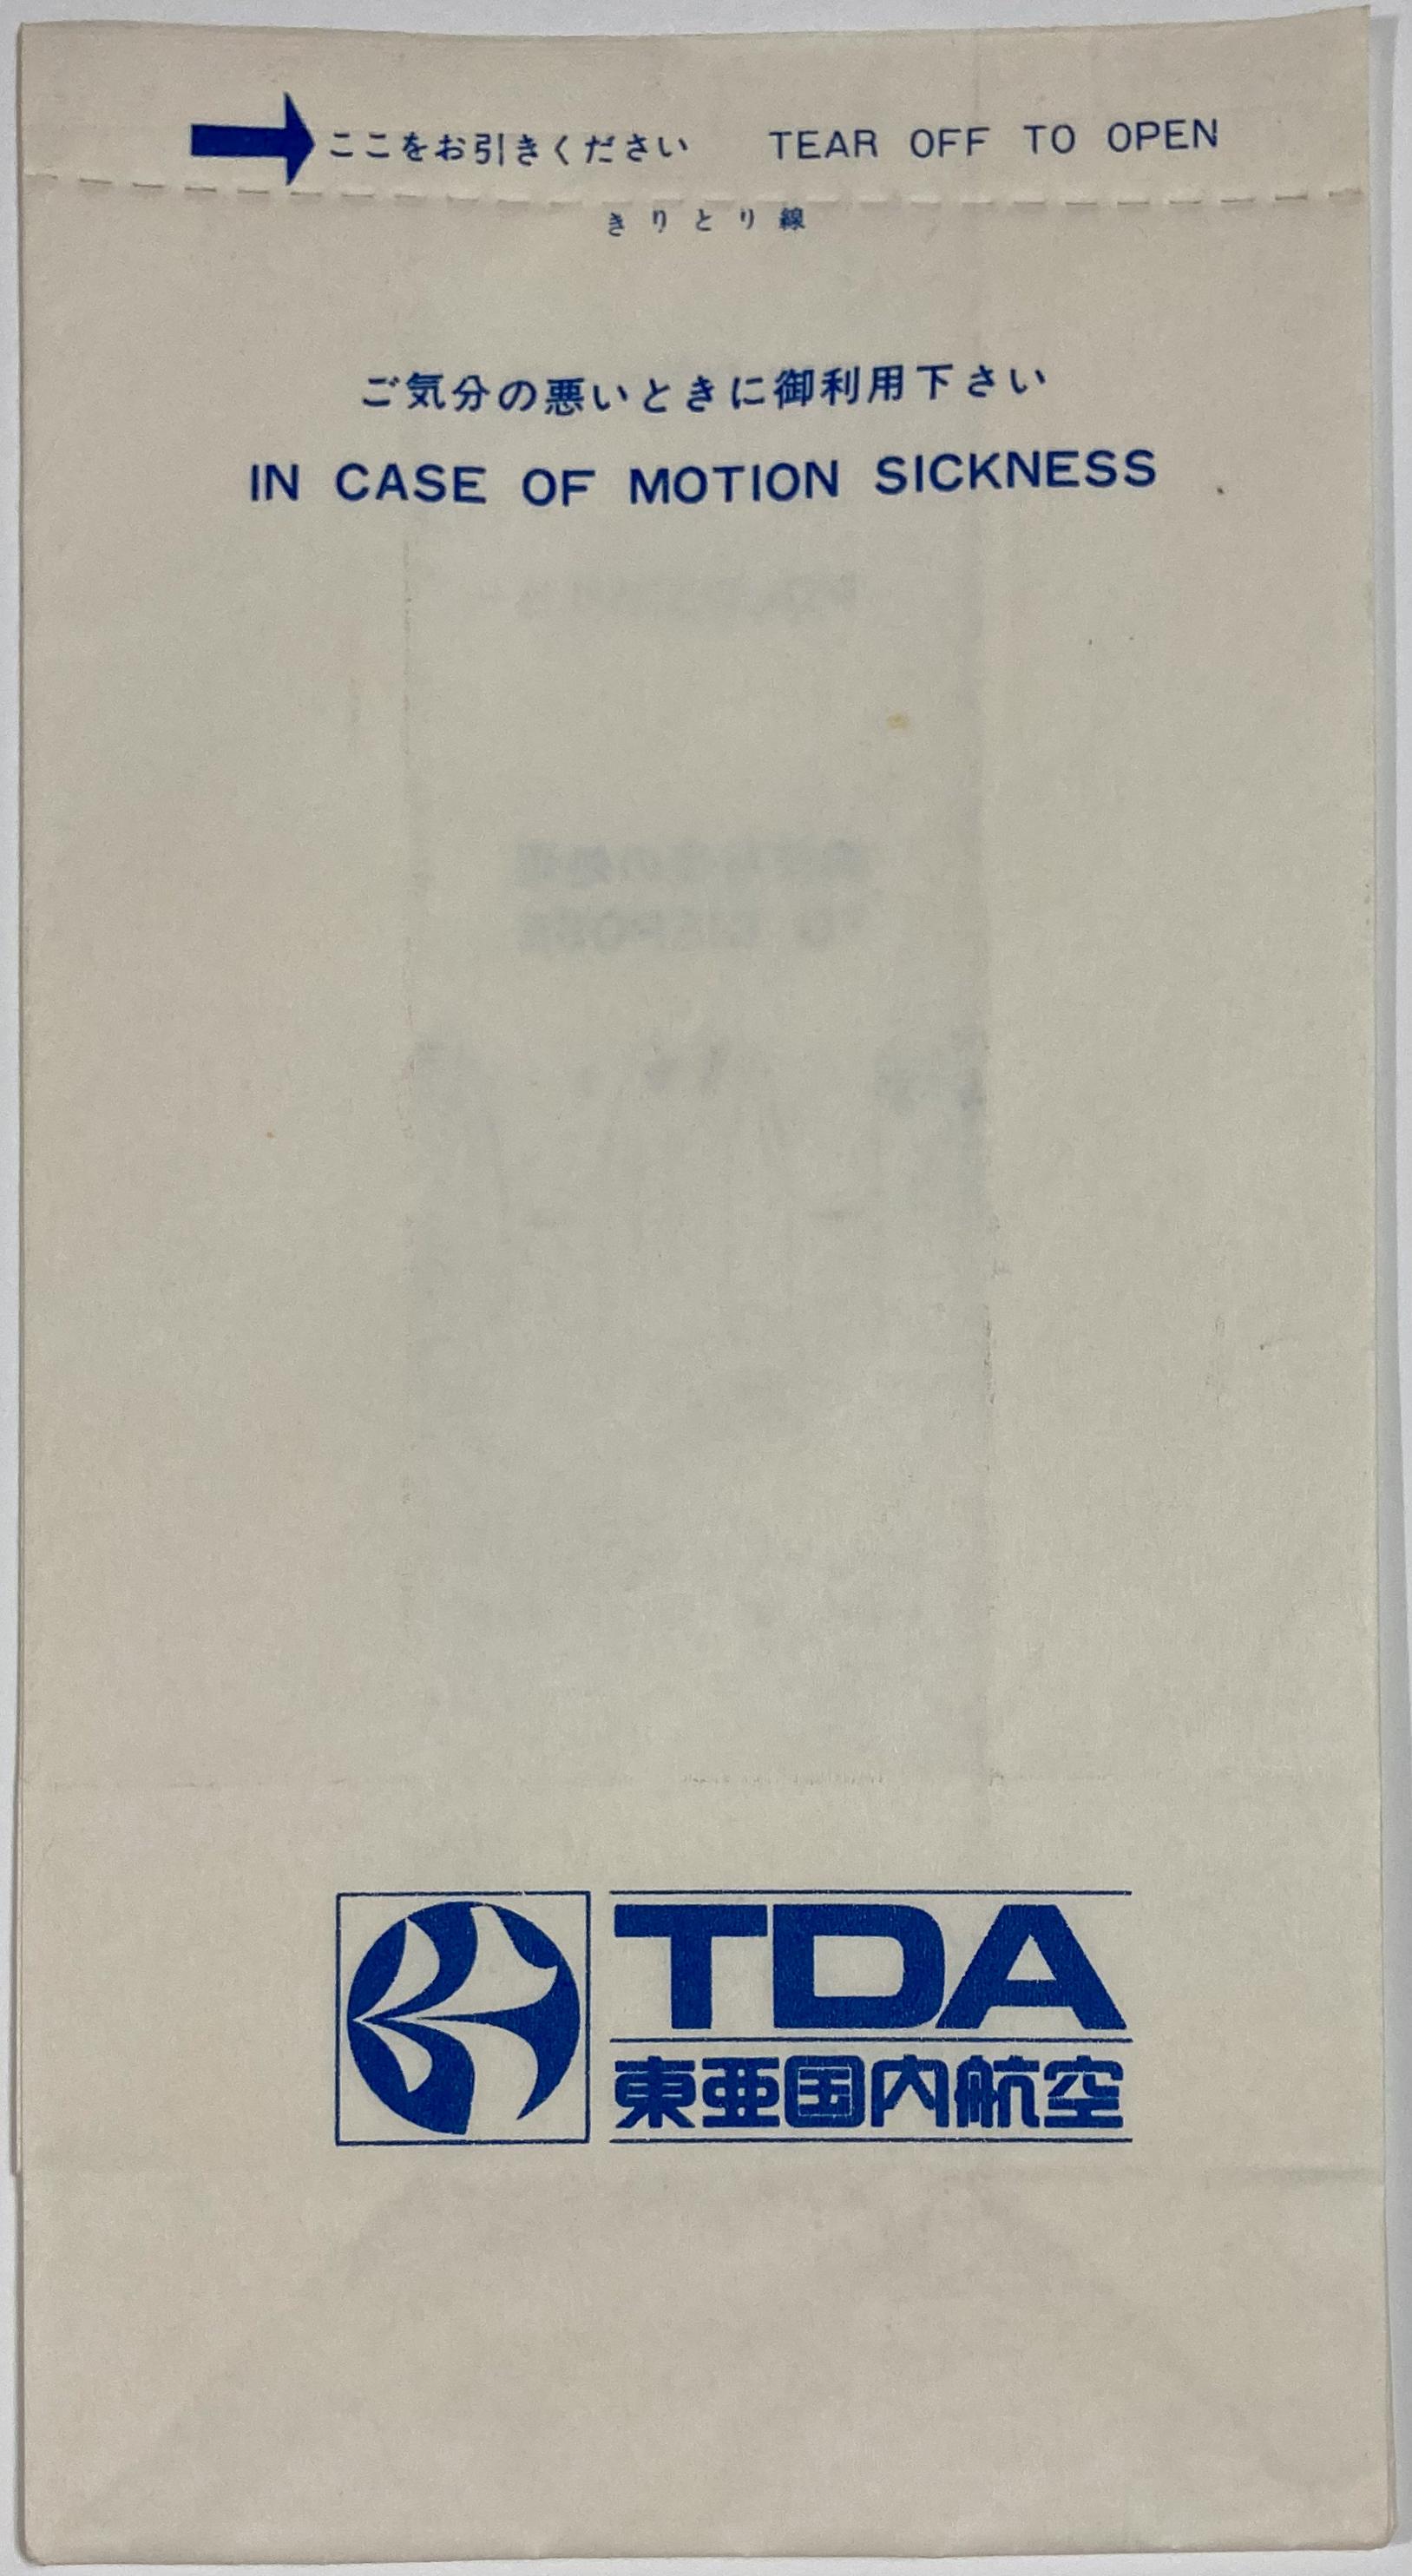 ここをお引きください TEAR OFF TO OPEN
きりとり線
ご気分の悪いときに御利用下さい
IN CASE OF MOTION SICKNESS
TDA
東亜国内航空